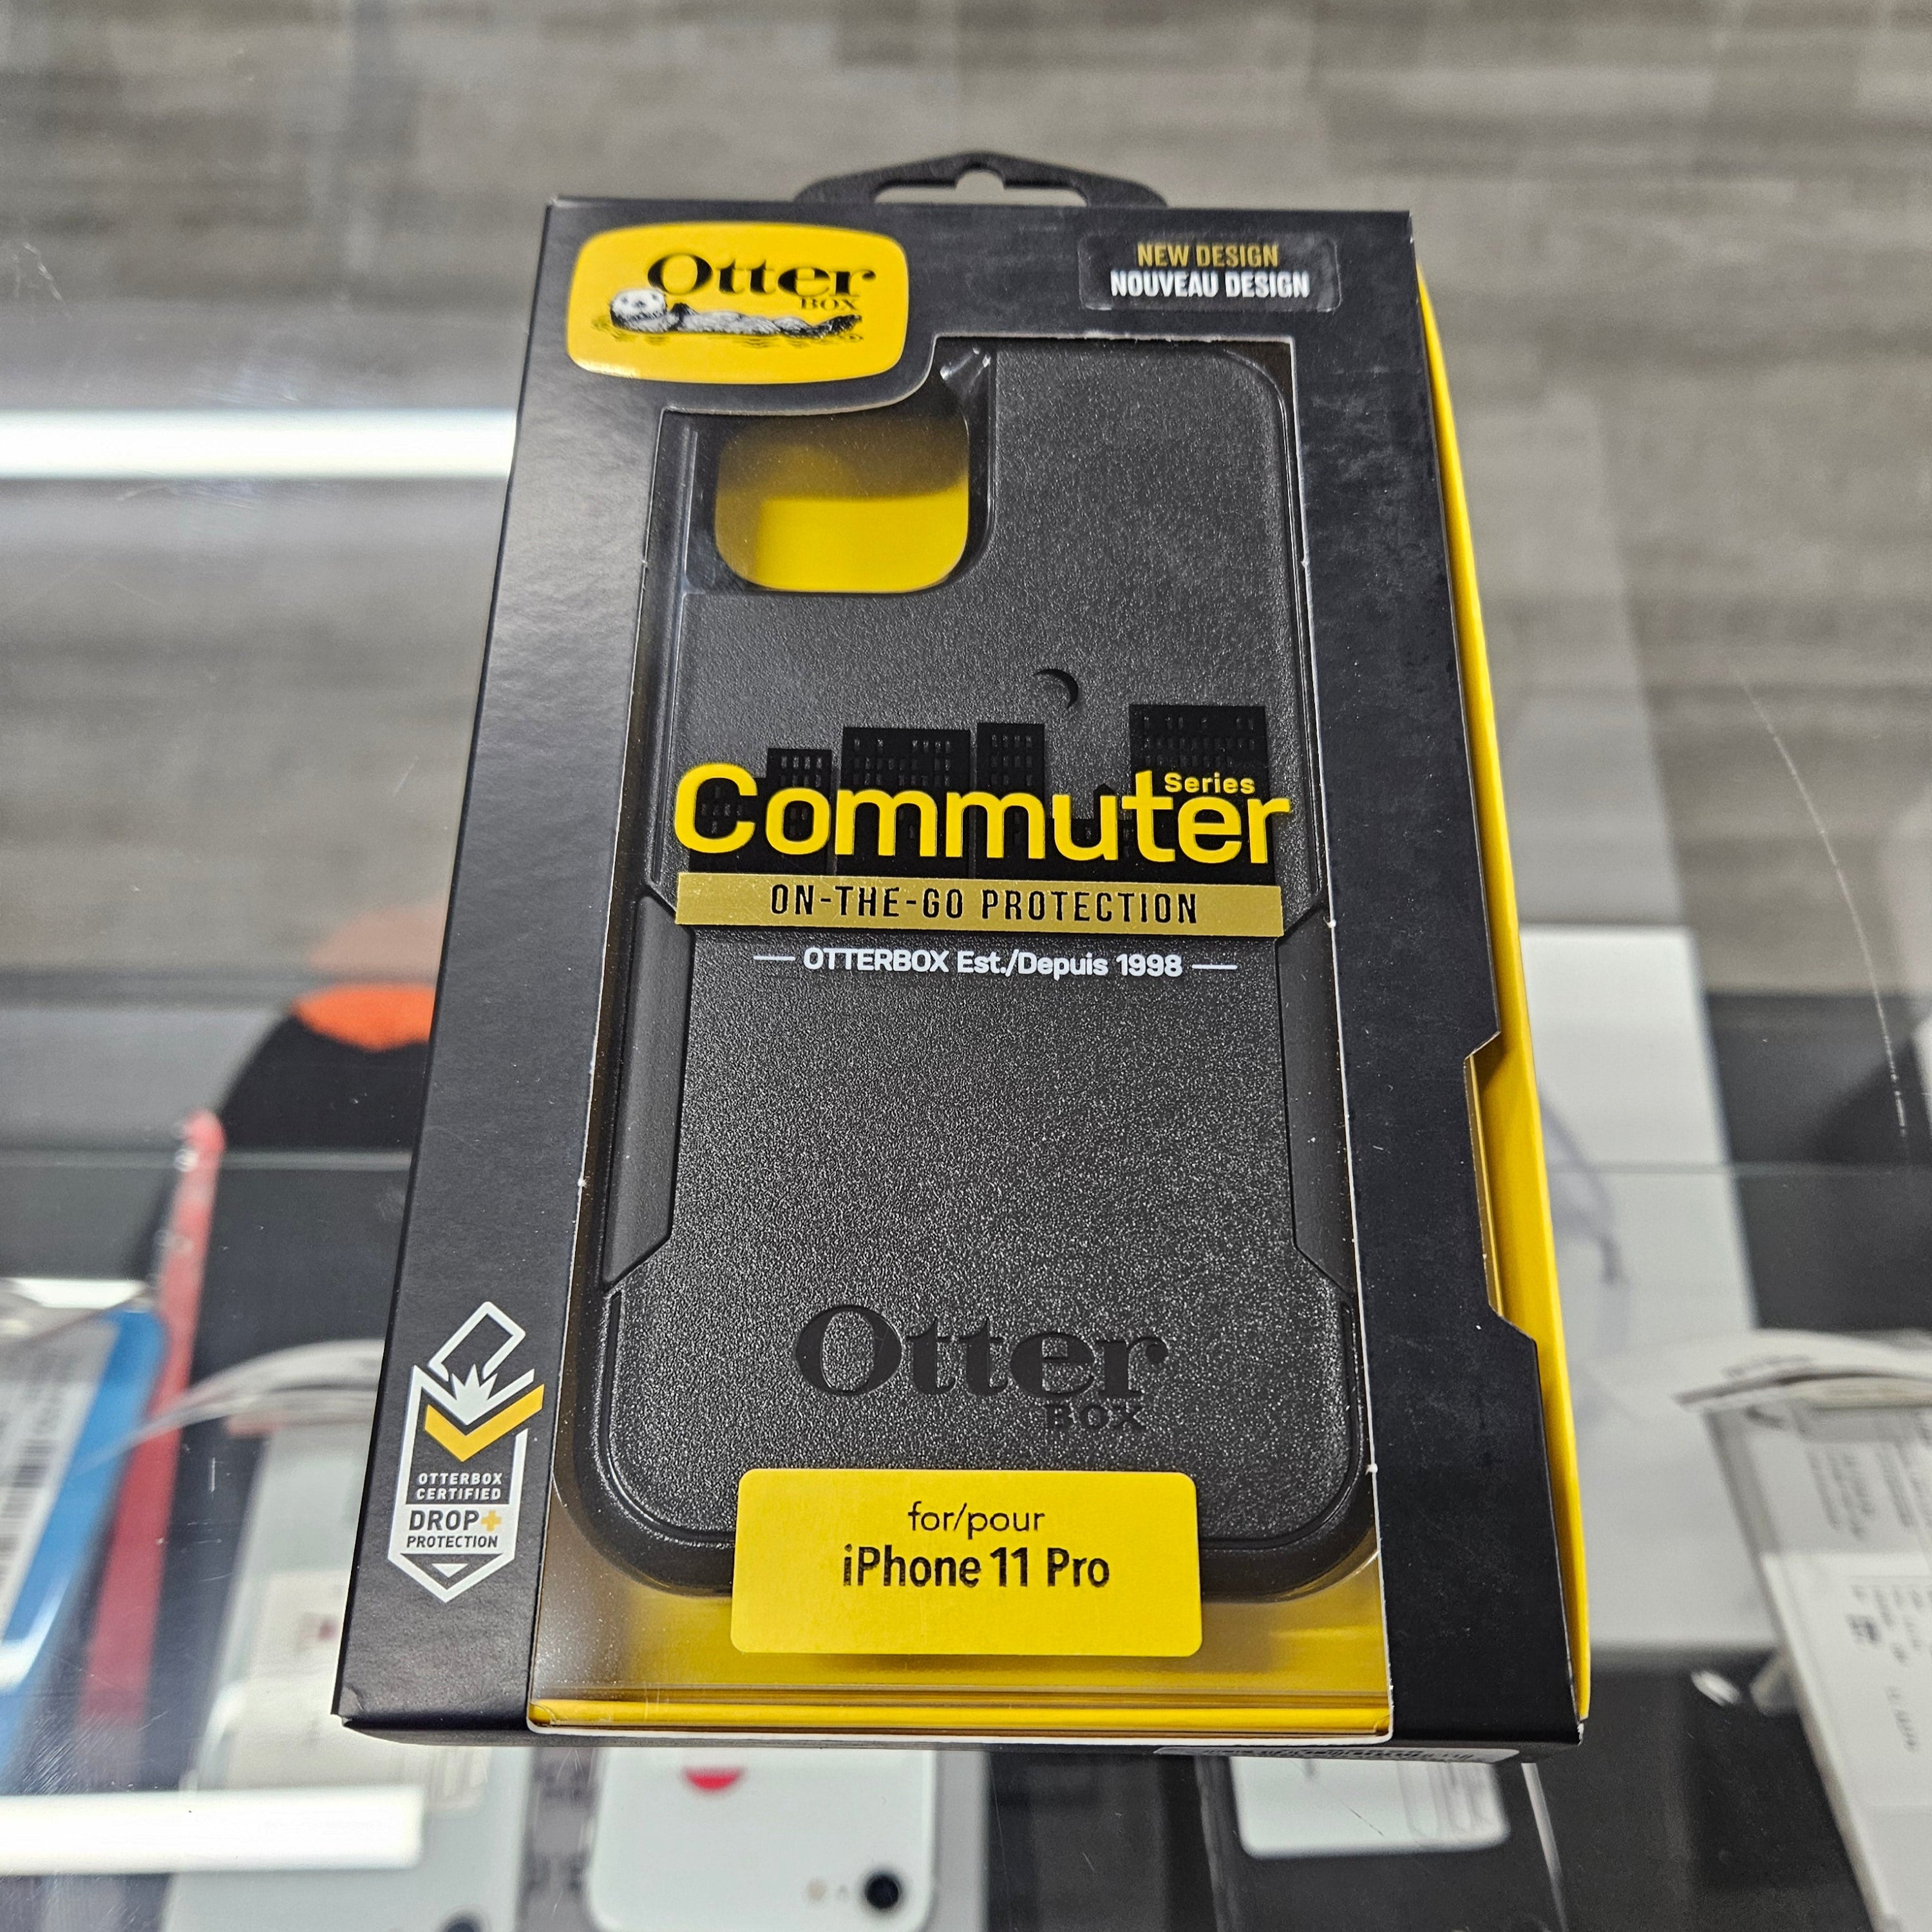 Otter
BOX
NEW DESIGN
NOUVEAU DESIGN
Series
Commuter
ON-THE-GO PROTECTION
OTTERBOX Est./Depuis 1998
Otter
BOX
OTTERBOX
CERTIFIED
DROP+
PROTECTION
for/pour
iPhone 11 Pro